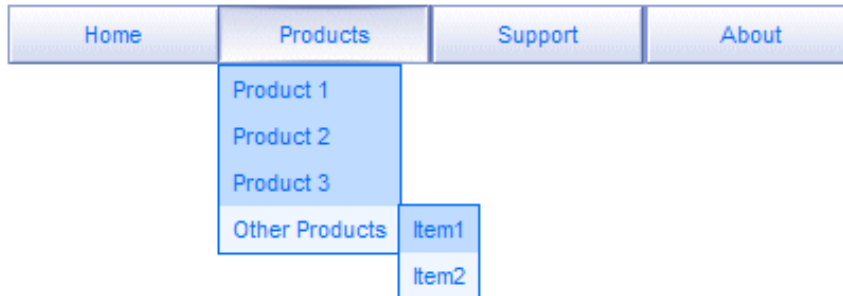 Home Products Support About
Product 1
Product 2
Product 3
Other Products Item1
Item2